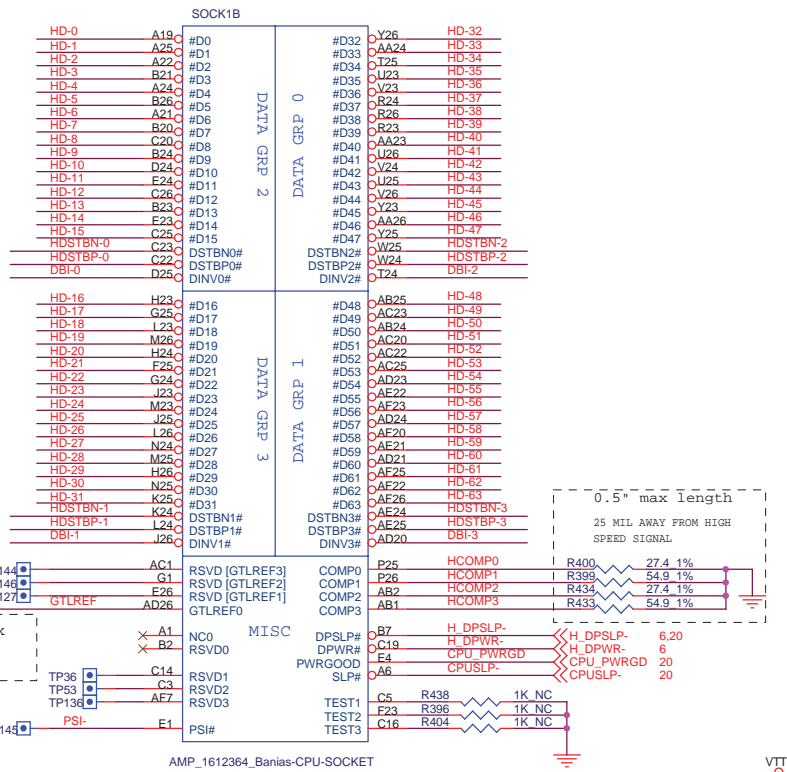 SOCK1B
HD-0 A19 #D0 #D32 Y26 HD-32
HD-1 A25 #D1 #D33 AA24 HD-33
HD-2 A22 #D2 #D34 T25 HD-34
HD-3 B21 #D3 #D35 U23 HD-35
HD-4 A24 #D4 #D36 V23 HD-36
HD-5 B26 #D5 #D37 R24 HD-37
HD-6 A21 #D6 #D38 R26 HD-38
HD-7 B20 #D7 #D39 R23 HD-39
HD-8 C20 #D8 #D40 AA23 HD-40
HD-9 B24 #D9 #D41 U26 HD-41
HD-10 D24 #D10 #D42 V24 HD-42
HD-11 E24 #D11 #D43 U25 HD-43
HD-12 C26 #D12 #D44 V26 HD-44
HD-13 B23 #D13 #D45 Y23 HD-45
HD-14 E23 #D14 #D46 AA26 HD-46
HD-15 C25 #D15 #D47 Y25 HD-47
HDSTBN-0 C23 DSTBN0# DSTBN2# W25 HDSTBN-2
HDSTBP-0 C22 DSTBP0# DSTBP2# W24 HDSTBP-2
DBI-0 D25 DINV0# DINV2# T24 DBI-2
DATA GRP 2
DATA GRP 0
HD-16 H23 #D16 #D48 AB25 HD-48
HD-17 G25 #D17 #D49 AC23 HD-49
HD-18 L23 #D18 #D50 AB24 HD-50
HD-19 M26 #D19 #D51 AC20 HD-51
HD-20 H24 #D20 #D52 AC22 HD-52
HD-21 F25 #D21 #D53 AC25 HD-53
HD-22 G24 #D22 #D54 AD23 HD-54
HD-23 J23 #D23 #D55 AE22 HD-55
HD-24 M23 #D24 #D56 AF23 HD-56
HD-25 J25 #D25 #D57 AD24 HD-57
HD-26 L26 #D26 #D58 AF20 HD-58
HD-27 N24 #D27 #D59 AE21 HD-59
HD-28 M25 #D28 #D60 AD21 HD-60
HD-29 H26 #D29 #D61 AF25 HD-61
HD-30 N25 #D30 #D62 AF22 HD-62
HD-31 K25 #D31 #D63 AF26 HD-63
HDSTBN-1 K24 DSTBN1# DSTBN3# AE24 HDSTBN-3
HDSTBP-1 L24 DSTBP1# DSTBP3# AE25 HDSTBP-3
DBI-1 J26 DINV1# DINV3# AD20 DBI-3
DATA GRP 3
DATA GRP 1
0.5" max length
25 MIL AWAY FROM HIGH
SPEED SIGNAL
144 AC1 RSVD [GTLREF3] COMP0 P25 HCOMP0 R400 27.4_1%
146 G1 RSVD [GTLREF2] COMP1 P26 HCOMP1 R399 54.9_1%
127 E26 RSVD [GTLREF1] COMP2 AB2 HCOMP2 R434 27.4_1%
GTLREF AD26 GTLREF0 COMP3 AB1 HCOMP3 R433 54.9_1%
MISC
A1 NC0 DPSLP# B7 H_DPSLP- H_DPSLP- 6,20
B2 RSVD0 DPWR# C19 H_DPWR- H_DPWR- 6
PWRGOOD E4 CPU_PWRGD CPU_PWRGD 20
TP36 C14 RSVD1 SLP# A6 CPUSLP- CPUSLP- 20
TP53 C3 RSVD2
TP136 AF7 RSVD3 TEST1 C5 R438 1K_NC
TEST2 F23 R396 1K_NC
145 PSI- E1 PSI# TEST3 C16 R404 1K_NC
AMP_1612364_Banias-CPU-SOCKET
VTT